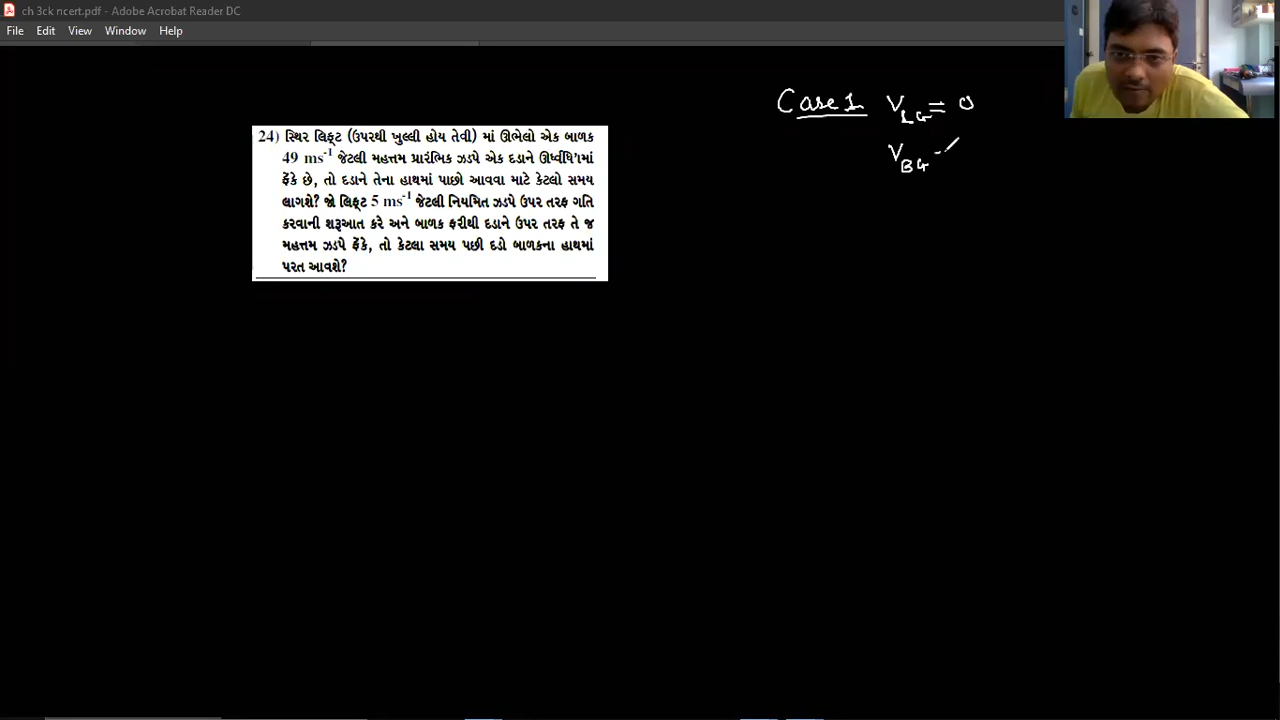 ch 3ck ncert.pdf - Adobe Acrobat Reader DC
File Edit View Window Help
Case 1 V_LG = 0
V_BG -
24) સ્થિર લિફ્ટ (ઉપરથી ખુલ્લી હોય તેવી) માં ઊભેલો એક બાળક
49 ms⁻¹ જેટલી મહત્તમ પ્રારંભિક ઝડપે એક દડાને ઊર્ધ્વદિશામાં
ફેંકે છે, તો દડાને તેના હાથમાં પાછો આવવા માટે કેટલો સમય
લાગશે? જો લિફ્ટ 5 ms⁻¹ જેટલી નિયમિત ઝડપે ઉપર તરફ ગતિ
કરવાની શરૂઆત કરે અને બાળક ફરીથી દડાને ઉપર તરફ તે જ
મહત્તમ ઝડપે ફેંકે, તો કેટલા સમય પછી દડો બાળકના હાથમાં
પરત આવશે?